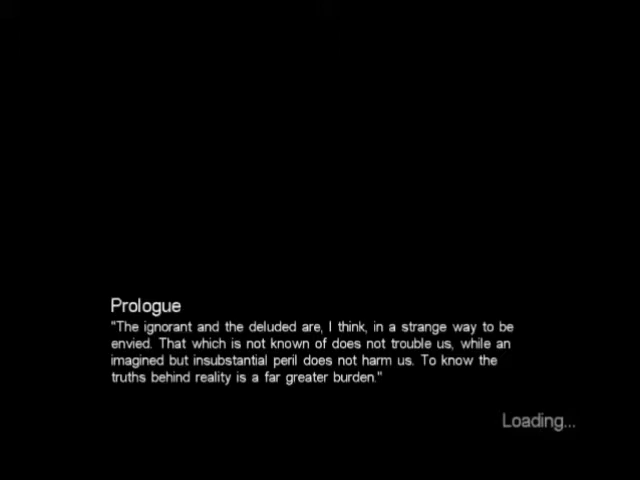 Prologue
"The ignorant and the deluded are, I think, in a strange way to be
envied. That which is not known of does not trouble us, while an
imagined but insubstantial peril does not harm us. To know the
truths behind reality is a far greater burden."
Loading...